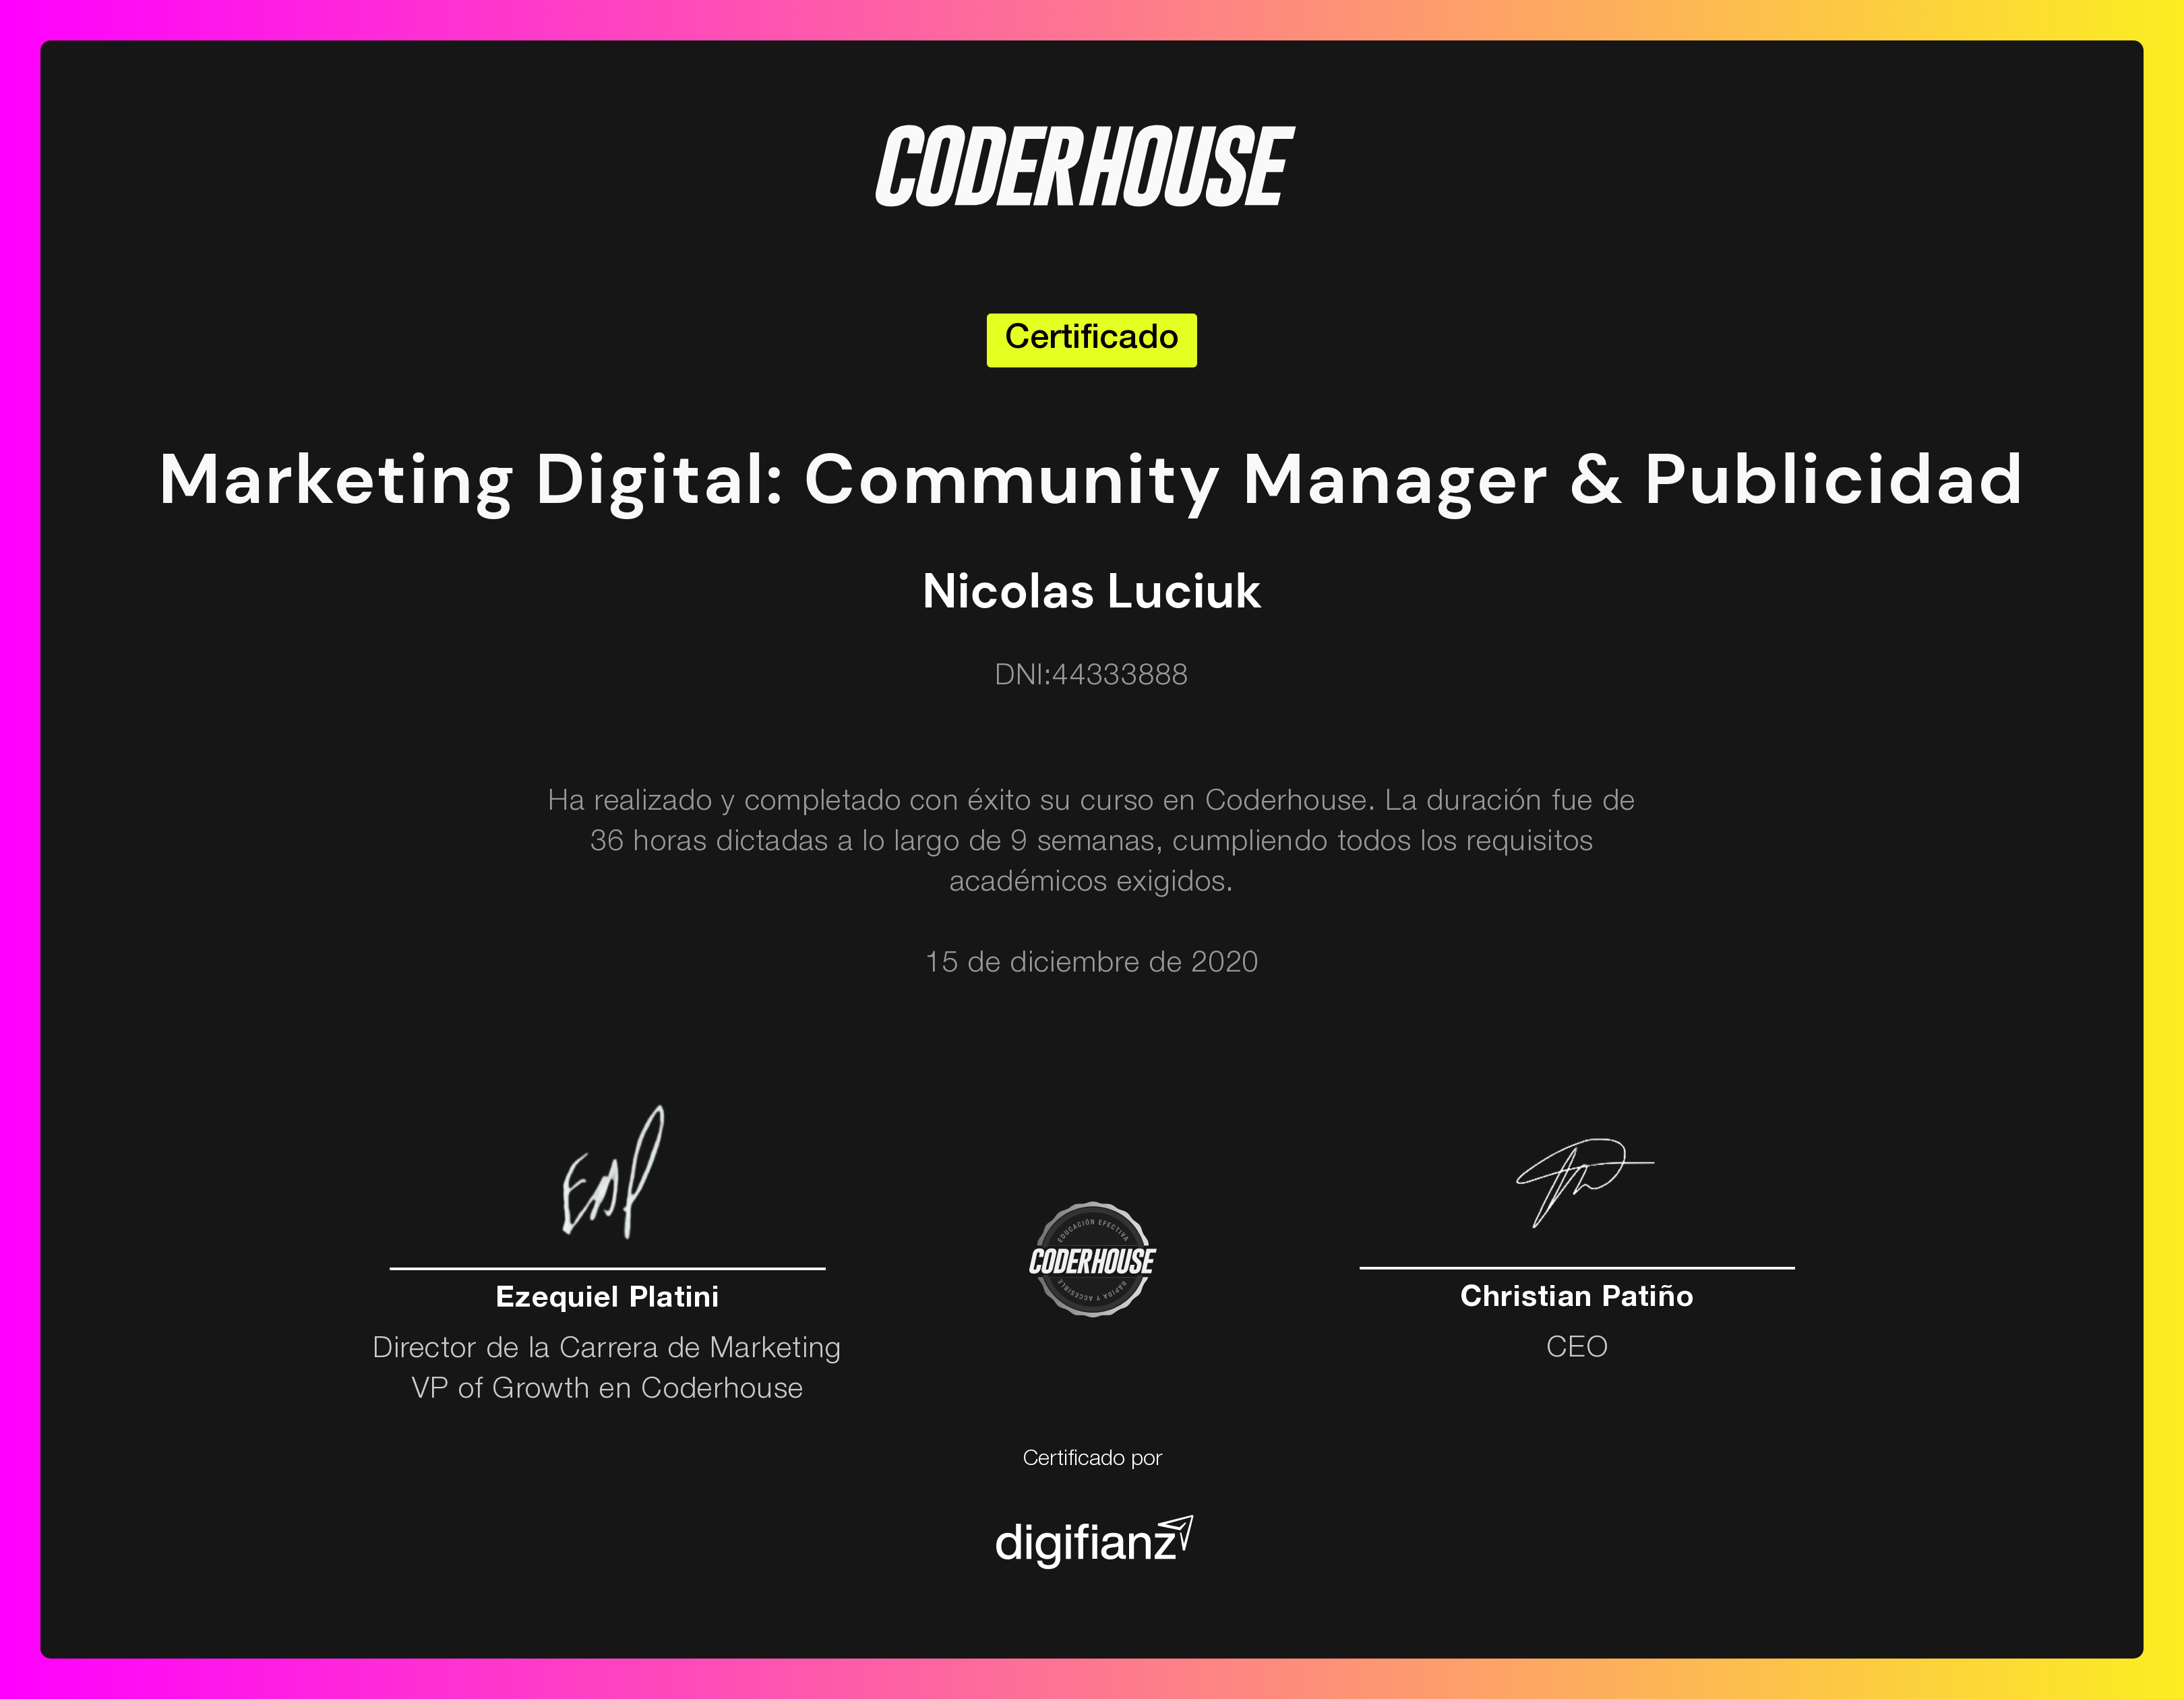 CODERHOUSE
Certificado
Marketing Digital: Community Manager & Publicidad
Nicolas Luciuk
DNI:44333888
Ha realizado y completado con éxito su curso en Coderhouse. La duración fue de
36 horas dictadas a lo largo de 9 semanas, cumpliendo todos los requisitos
académicos exigidos.
15 de diciembre de 2020
EDUCACIÓN EFECTIVA
CODERHOUSE
RÁPIDA Y ACCESIBLE
Ezequiel Platini
Director de la Carrera de Marketing
VP of Growth en Coderhouse
Christian Patiño
CEO
Certificado por
digifianz